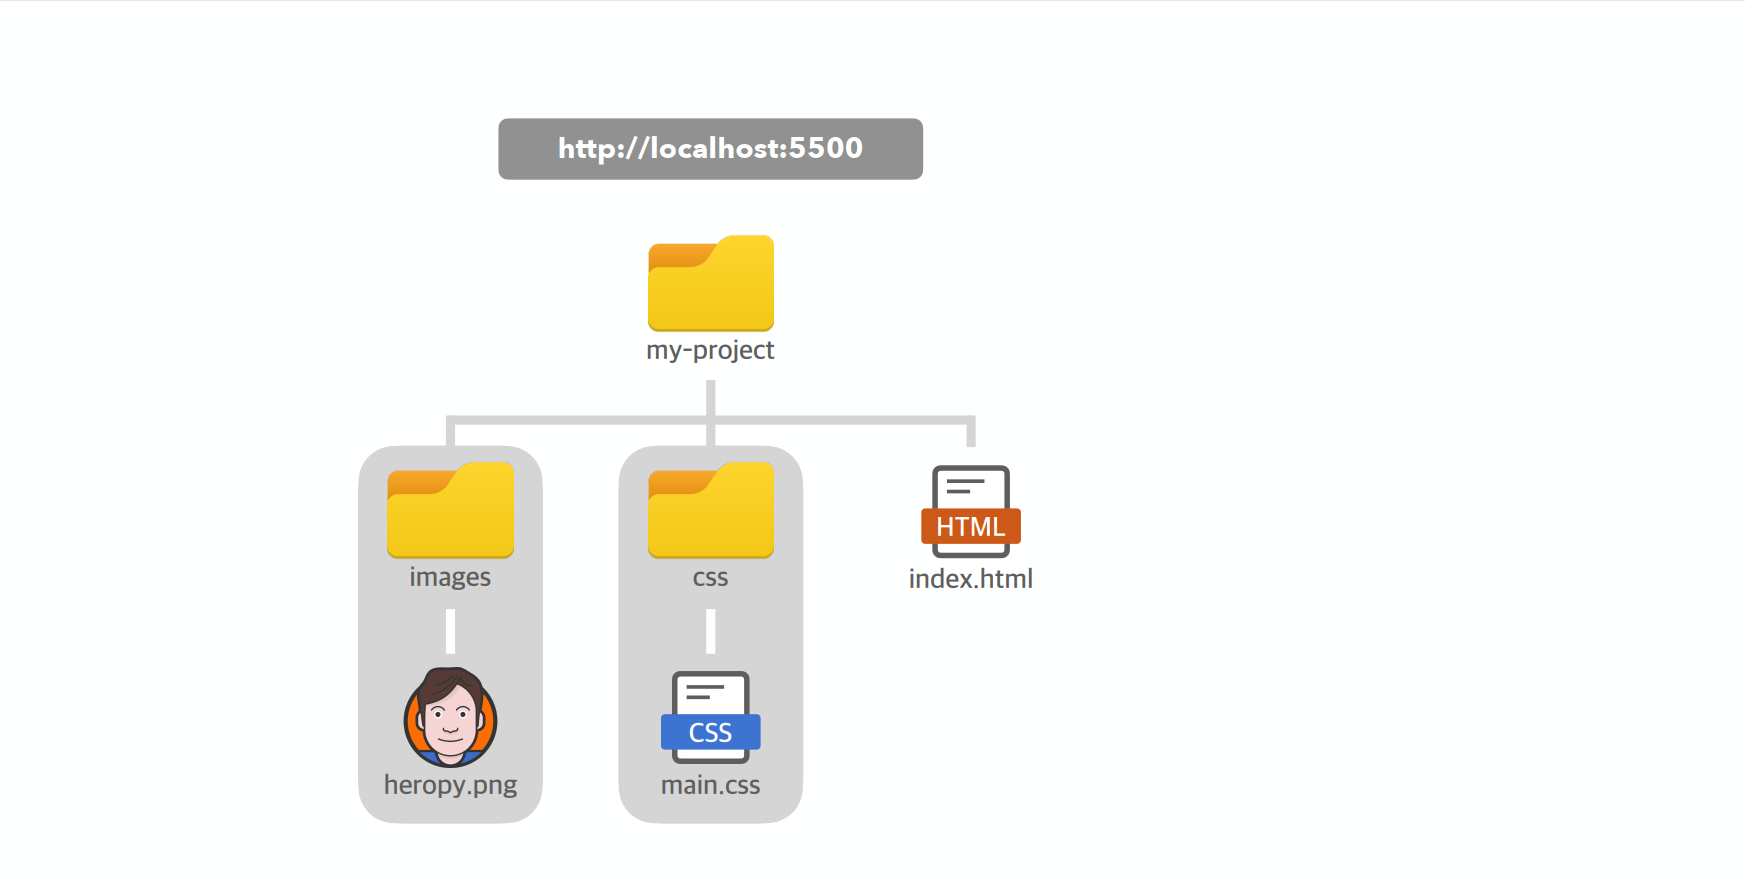 http://localhost:5500
my-project
images
css
HTML
index.html
CSS
heropy.png
main.css